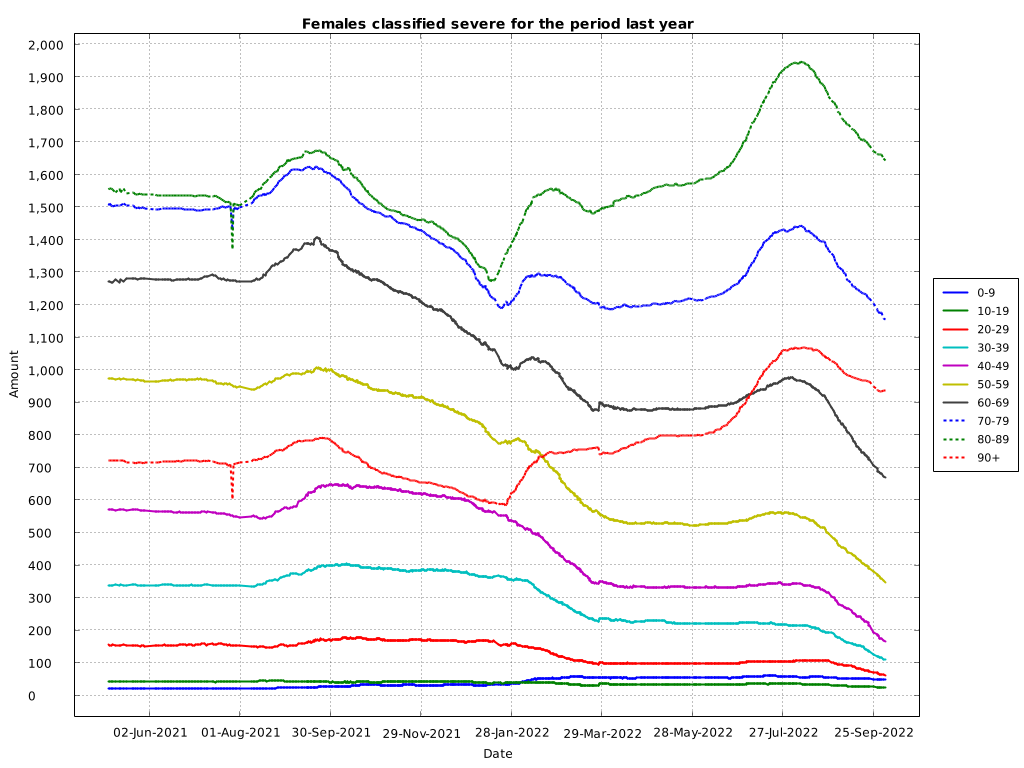 Females classified severe for the period last year
2,000
1,900
1,800
1,700
1,600
1,500
1,400
1,300
1,200
1,100
1,000
900
800
700
600
500
400
300
200
100
0
Amount
02-Jun-2021
01-Aug-2021
30-Sep-2021
29-Nov-2021
28-Jan-2022
29-Mar-2022
28-May-2022
27-Jul-2022
25-Sep-2022
Date
0-9
10-19
20-29
30-39
40-49
50-59
60-69
70-79
80-89
90+